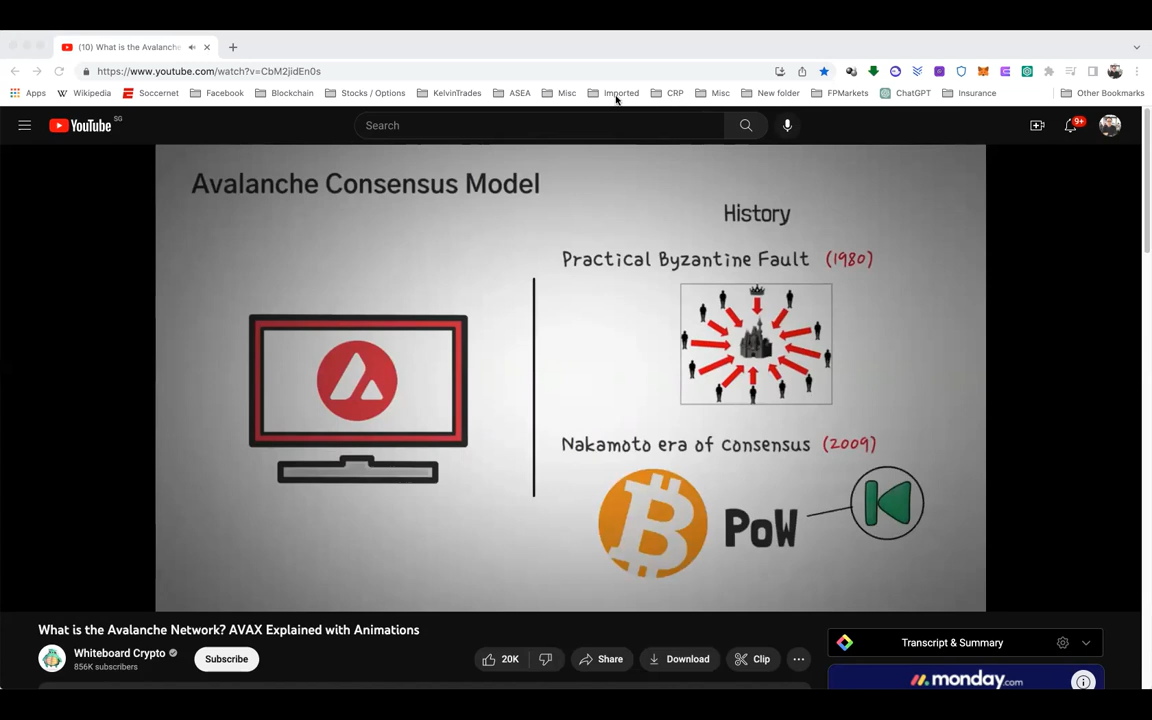 (10) What is the Avalanche
https://www.youtube.com/watch?v=CbM2jidEn0s
Apps Wikipedia Soccernet Facebook Blockchain Stocks / Options KelvinTrades ASEA Misc Imported CRP Misc New folder FPMarkets ChatGPT Insurance Other Bookmarks
YouTube SG
Search
9+
Avalanche Consensus Model
History
Practical Byzantine Fault (1980)
Nakamoto era of consensus (2009)
B PoW
What is the Avalanche Network? AVAX Explained with Animations
Whiteboard Crypto
856K subscribers
Subscribe
20K
Share
Download
Clip
Transcript & Summary
monday.com